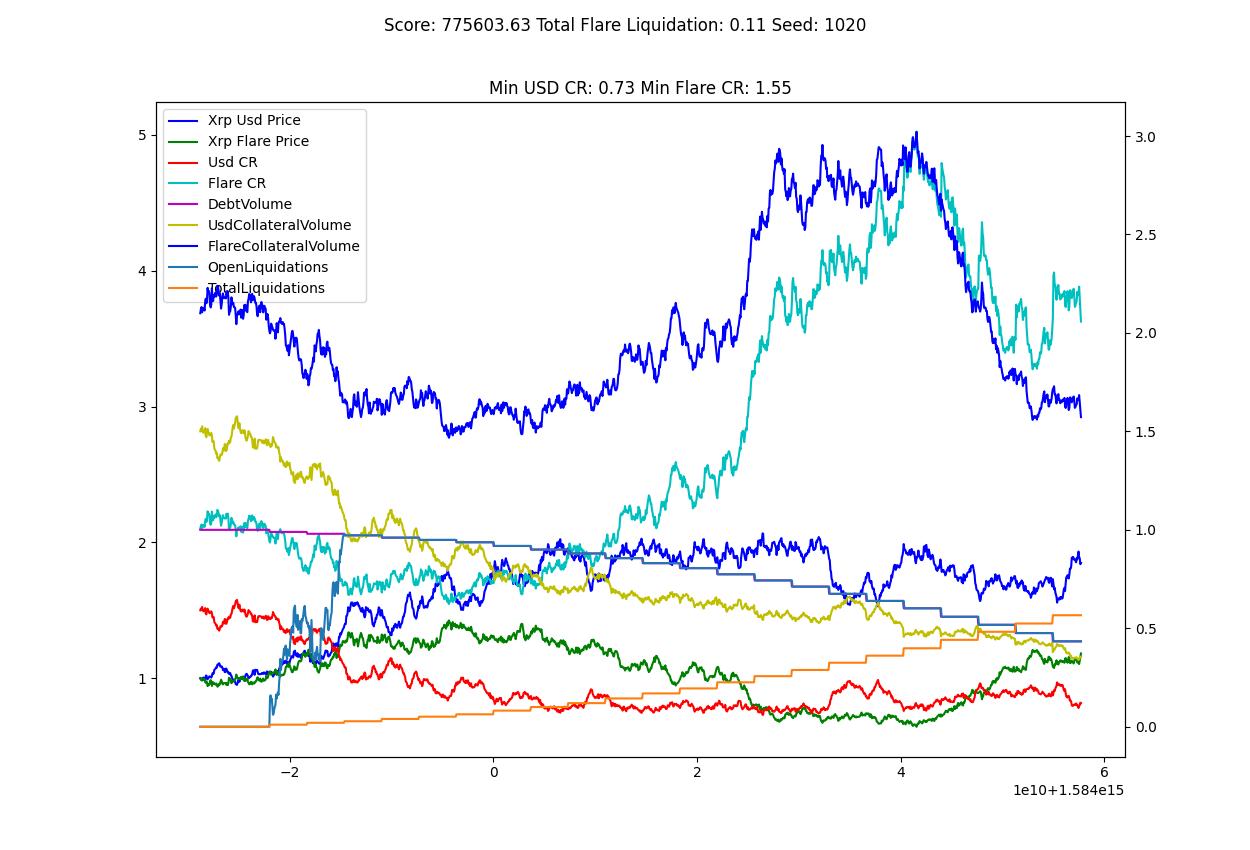 Score: 775603.63 Total Flare Liquidation: 0.11 Seed: 1020
Min USD CR: 0.73 Min Flare CR: 1.55
Xrp Usd Price
Xrp Flare Price
Usd CR
Flare CR
DebtVolume
UsdCollateralVolume
FlareCollateralVolume
OpenLiquidations
TotalLiquidations
5
4
3
2
1
3.0
2.5
2.0
1.5
1.0
0.5
0.0
−2 0 2 4 6
1e10+1.584e15